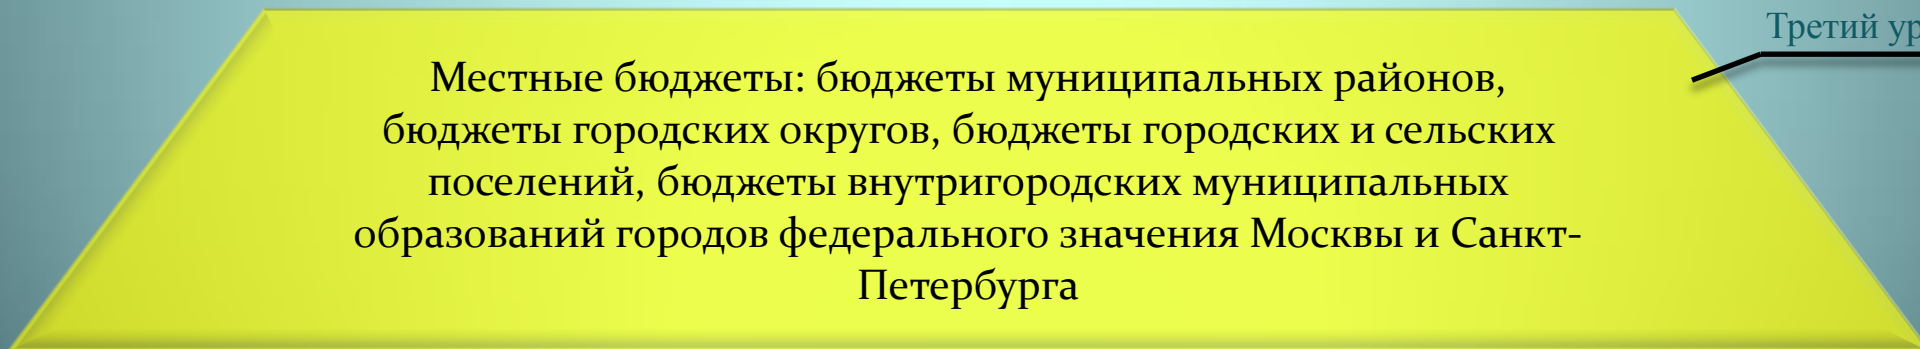 Третий
Местные бюджеты: бюджеты муниципальных районов,
бюджеты городских округов, бюджеты городских и сельских
поселений, бюджеты внутригородских муниципальных
образований городов федерального значения Москвы и Санкт-
Петербурга